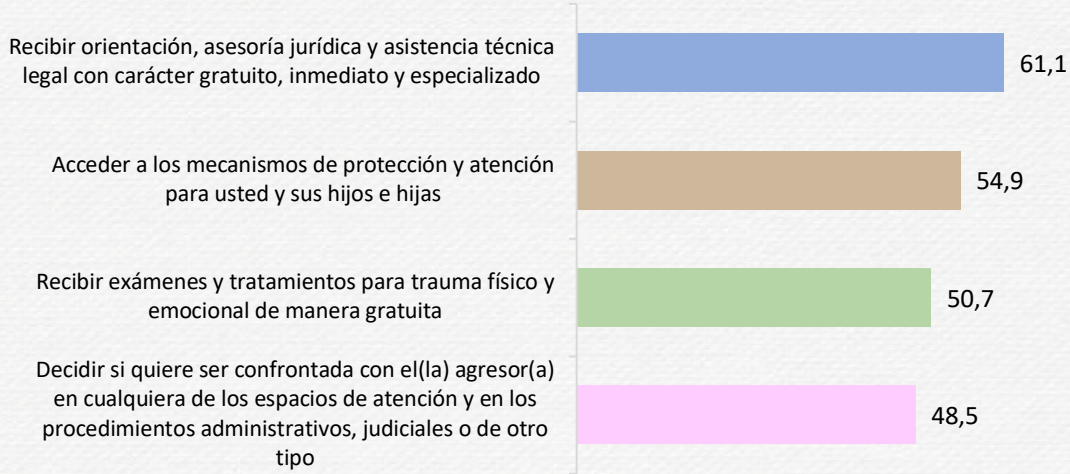 Recibir orientación, asesoría jurídica y asistencia técnica
legal con carácter gratuito, inmediato y especializado
61,1
Acceder a los mecanismos de protección y atención
para usted y sus hijos e hijas
54,9
Recibir exámenes y tratamientos para trauma físico y
emocional de manera gratuita
50,7
Decidir si quiere ser confrontada con el(la) agresor(a)
en cualquiera de los espacios de atención y en los
procedimientos administrativos, judiciales o de otro
tipo
48,5